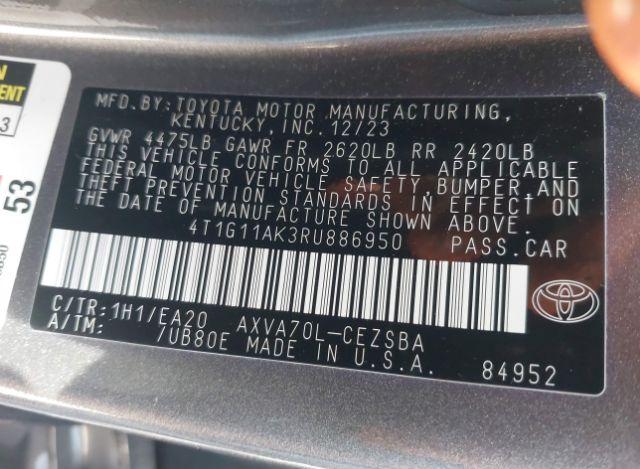 MFD.BY:TOYOTA MOTOR MANUFACTURING,
KENTUCKY,INC.12/23
GVWR 4475LB GAWR FR 2620LB RR 2420LB
THIS VEHICLE CONFORMS TO ALL APPLICABLE
FEDERAL MOTOR VEHICLE SAFETY,BUMPER,AND
THEFT PREVENTION STANDARDS IN EFFECT ON
THE DATE OF MANUFACTURE SHOWN ABOVE.
4T1G11AK3RU886950 PASS.CAR
C/TR:1H1/EA20 AXVA70L-CEZSBA
A/TM: /UB80E MADE IN U.S.A.
84952
53